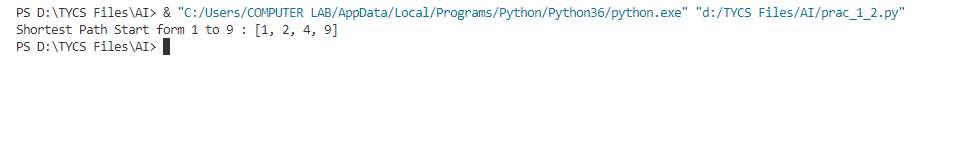 PS D:\TYCS Files\AI> & "C:/Users/COMPUTER LAB/AppData/Local/Programs/Python/Python36/python.exe" "d:/TYCS Files/AI/prac_1_2.py"
Shortest Path Start form 1 to 9 : [1, 2, 4, 9]
PS D:\TYCS Files\AI>